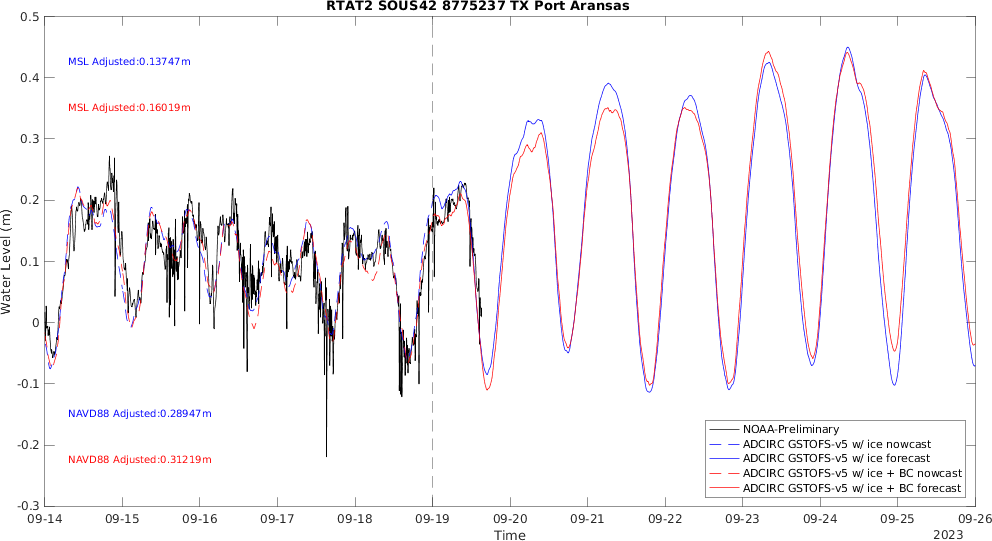 RTAT2 SOUS42 8775237 TX Port Aransas
0.5
MSL Adjusted:0.13747m
0.4
MSL Adjusted:0.16019m
0.3
0.2
Water Level (m)
0.1
0
-0.1
NAVD88 Adjusted:0.28947m
NOAA-Preliminary
-0.2
ADCIRC GSTOFS-v5 w/ ice nowcast
NAVD88 Adjusted:0.31219m
ADCIRC GSTOFS-v5 w/ ice forecast
ADCIRC GSTOFS-v5 w/ ice + BC nowcast
ADCIRC GSTOFS-v5 w/ ice + BC forecast
-0.3
09-14 09-15 09-16 09-17 09-18 09-19 09-20 09-21 09-22 09-23 09-24 09-25 09-26
Time
2023